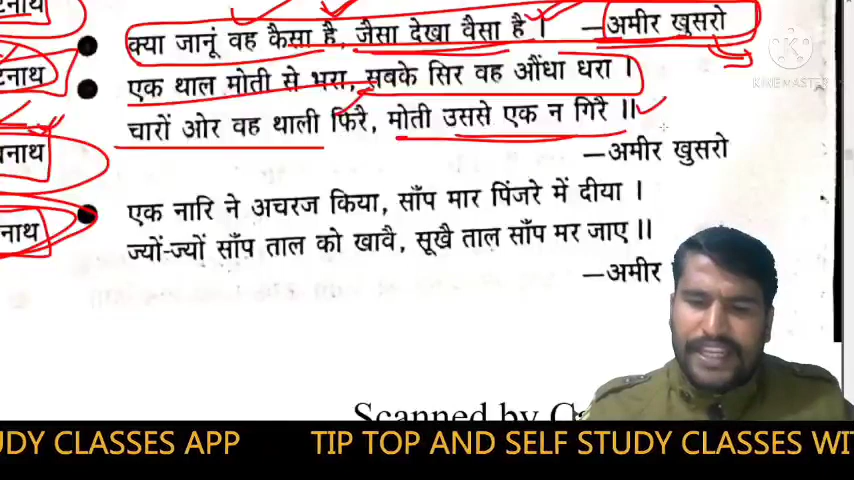 नाथ
क्या जानूं वह कैसा है, जैसा देखा वैसा है । —अमीर खुसरो
KINEMASTER
एक थाल मोती से भरा, सबके सिर वह औंधा धरा ।
चारों ओर वह थाली फिरै, मोती उससे एक न गिरै ॥
नाथ
—अमीर खुसरो
एक नारि ने अचरज किया, साँप मार पिंजरे में दीया ।
नाथ
ज्यों-ज्यों साँप ताल को खावै, सूखै ताल साँप मर जाए ॥
—अमीर
Scanned by
UDY CLASSES APP TIP TOP AND SELF STUDY CLASSES WI